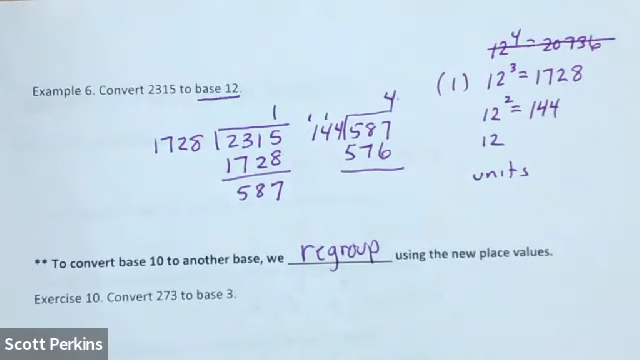 12⁴ = 20736
Example 6. Convert 2315 to base 12.
(1) 12³ = 1728
12² = 144
12
units
1
1728 2315
1728
587
4
144 587
576
** To convert base 10 to another base, we regroup using the new place values.
Exercise 10. Convert 273 to base 3.
Scott Perkins